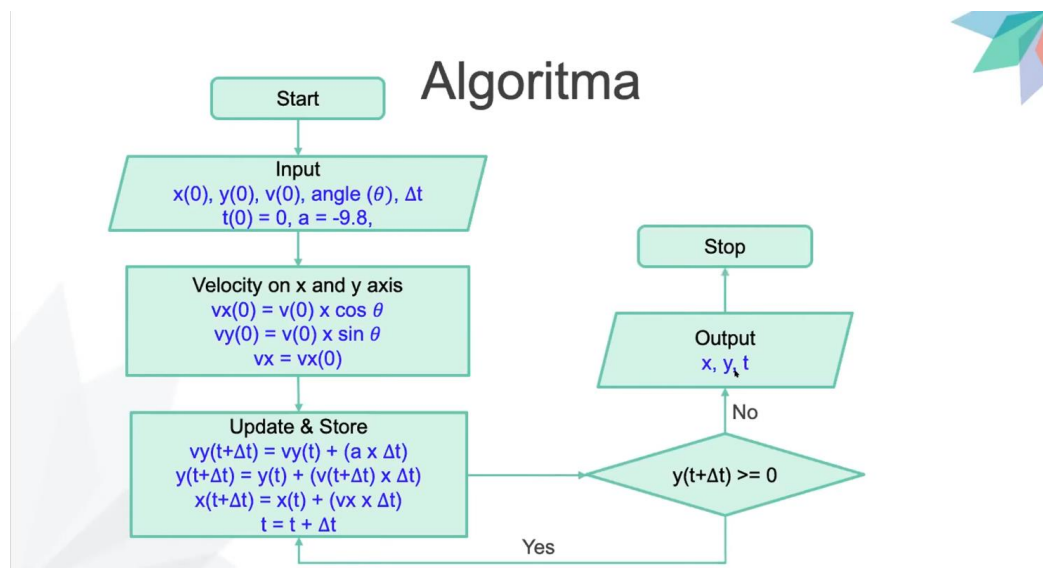 Algoritma
Start
Input
x(0), y(0), v(0), angle (θ), Δt
t(0) = 0, a = -9.8,
Velocity on x and y axis
vx(0) = v(0) x cos θ
vy(0) = v(0) x sin θ
vx = vx(0)
Update & Store
vy(t+Δt) = vy(t) + (a x Δt)
y(t+Δt) = y(t) + (v(t+Δt) x Δt)
x(t+Δt) = x(t) + (vx x Δt)
t = t + Δt
y(t+Δt) >= 0
Yes
No
Output
x, y, t
Stop